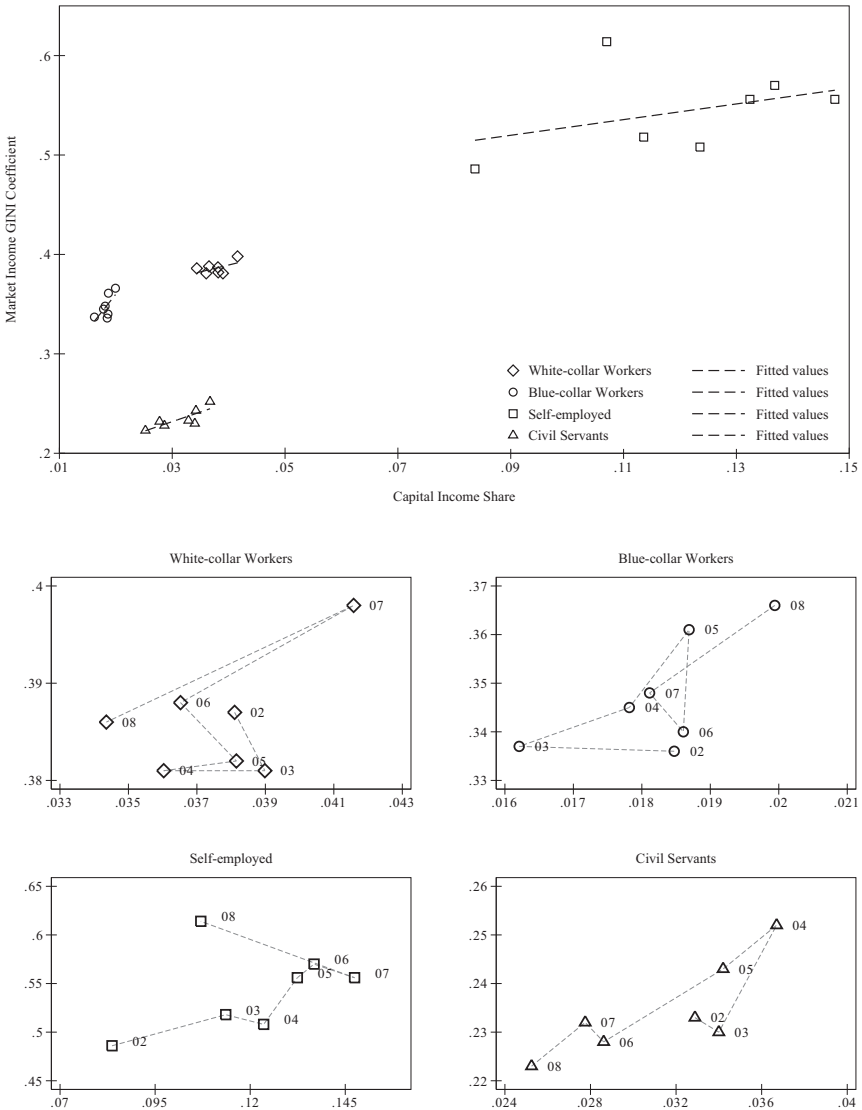 .6
.5
.4
.3
.2
Market Income GINI Coefficient
White-collar Workers
Fitted values
Blue-collar Workers
Fitted values
Self-employed
Fitted values
Civil Servants
Fitted values
.01 .03 .05 .07 .09 .11 .13 .15
Capital Income Share
White-collar Workers
.4
.39
.38
07
06
02
08
05
04
03
.033 .035 .037 .039 .041 .043
Blue-collar Workers
.37
.36
.35
.34
.33
08
05
07
04
06
03
02
.016 .017 .018 .019 .02 .021
Self-employed
.65
.6
.55
.5
.45
08
06
05
07
03
04
02
.07 .095 .12 .145
Civil Servants
.26
.25
.24
.23
.22
04
05
02
07
03
06
08
.024 .028 .032 .036 .04